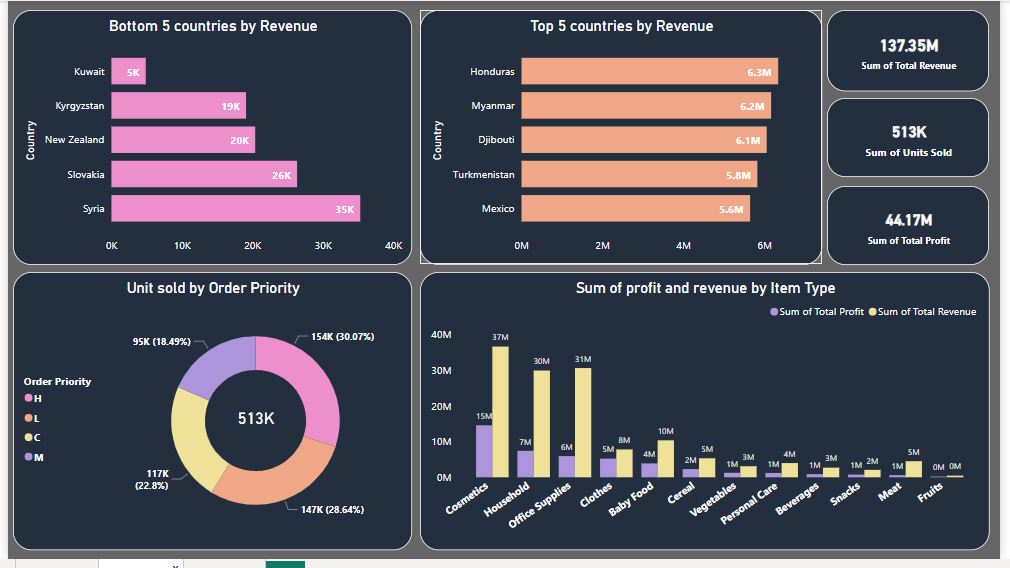 Bottom 5 countries by Revenue
Country
Kuwait 5K
Kyrgyzstan 19K
New Zealand 20K
Slovakia 26K
Syria 35K
0K 10K 20K 30K 40K
Top 5 countries by Revenue
Country
Honduras 6.3M
Myanmar 6.2M
Djibouti 6.1M
Turkmenistan 5.8M
Mexico 5.6M
0M 2M 4M 6M
137.35M
Sum of Total Revenue
513K
Sum of Units Sold
44.17M
Sum of Total Profit
Unit sold by Order Priority
Order Priority
H
L
C
M
95K (18.49%)
154K (30.07%)
513K
117K
(22.8%)
147K (28.64%)
Sum of profit and revenue by Item Type
Sum of Total Profit Sum of Total Revenue
40M
30M
20M
10M
0M
15M 37M
7M 30M
6M 31M
5M 8M
4M 10M
2M 5M
1M 3M
1M 4M
1M 3M
1M 2M
1M 5M
0M 0M
Cosmetics
Household
Office Supplies
Clothes
Baby Food
Cereal
Vegetables
Personal Care
Beverages
Snacks
Meat
Fruits